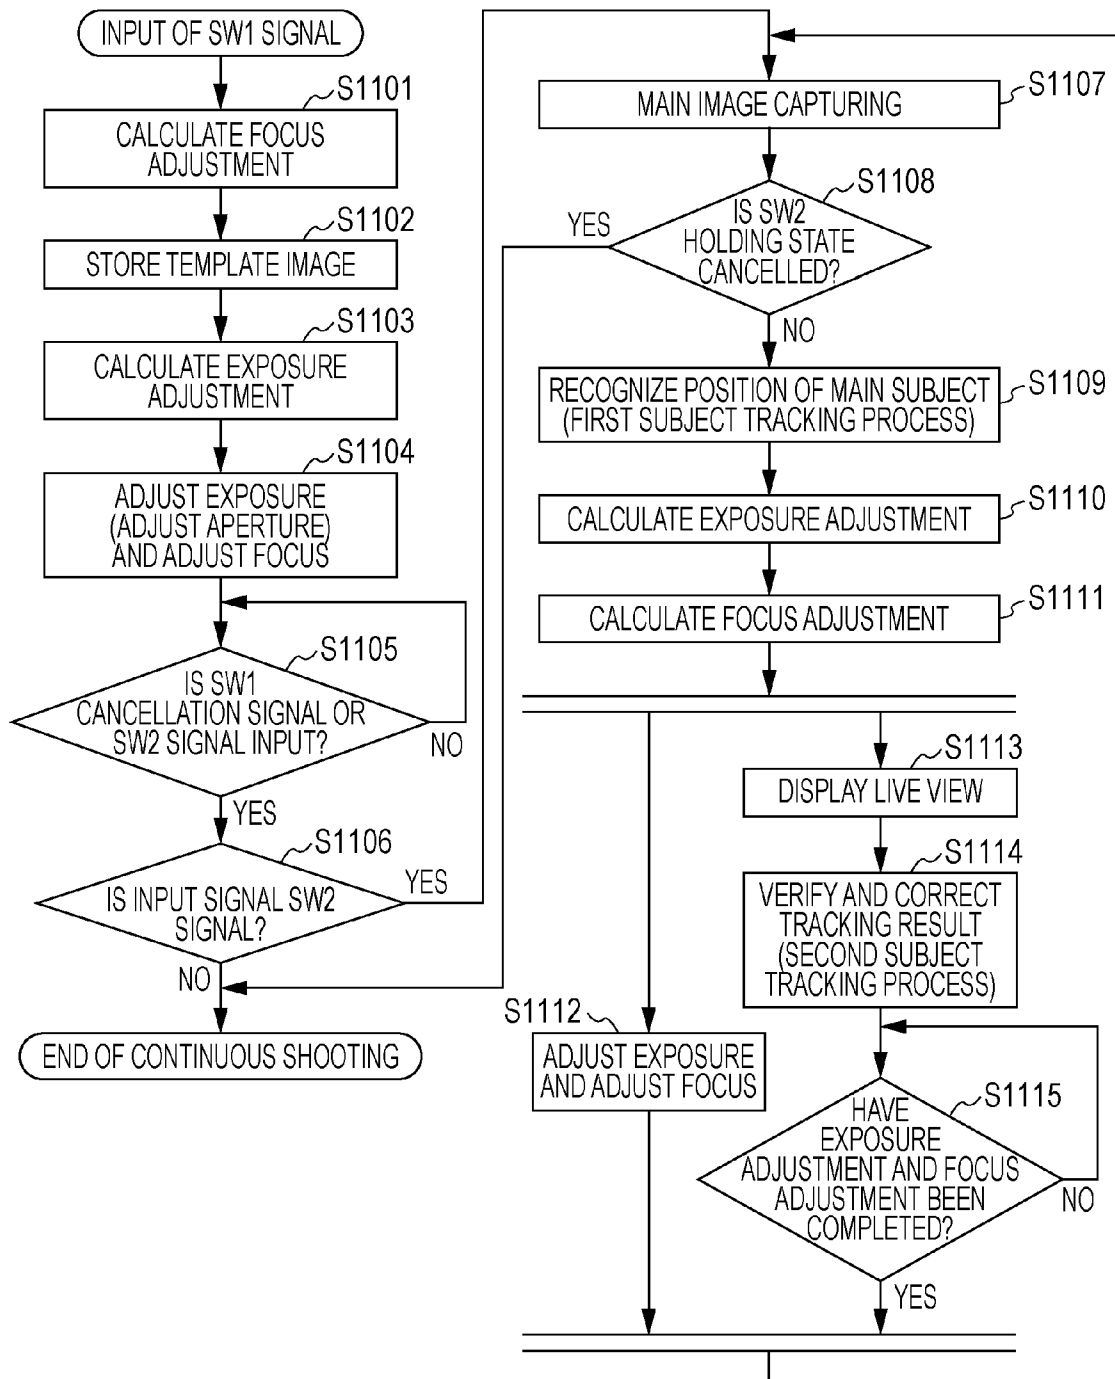 INPUT OF SW1 SIGNAL
S1101
CALCULATE FOCUS
ADJUSTMENT
S1102
STORE TEMPLATE IMAGE
S1103
CALCULATE EXPOSURE
ADJUSTMENT
S1104
ADJUST EXPOSURE
(ADJUST APERTURE)
AND ADJUST FOCUS
S1105
IS SW1
CANCELLATION SIGNAL OR
SW2 SIGNAL INPUT?
NO
YES
S1106
IS INPUT SIGNAL SW2
SIGNAL?
YES
NO
END OF CONTINUOUS SHOOTING
S1107
MAIN IMAGE CAPTURING
S1108
IS SW2
HOLDING STATE
CANCELLED?
YES
NO
S1109
RECOGNIZE POSITION OF MAIN SUBJECT
(FIRST SUBJECT TRACKING PROCESS)
S1110
CALCULATE EXPOSURE ADJUSTMENT
S1111
CALCULATE FOCUS ADJUSTMENT
S1112
ADJUST EXPOSURE
AND ADJUST FOCUS
S1113
DISPLAY LIVE VIEW
S1114
VERIFY AND CORRECT
TRACKING RESULT
(SECOND SUBJECT
TRACKING PROCESS)
S1115
HAVE
EXPOSURE
ADJUSTMENT AND FOCUS
ADJUSTMENT BEEN
COMPLETED?
NO
YES